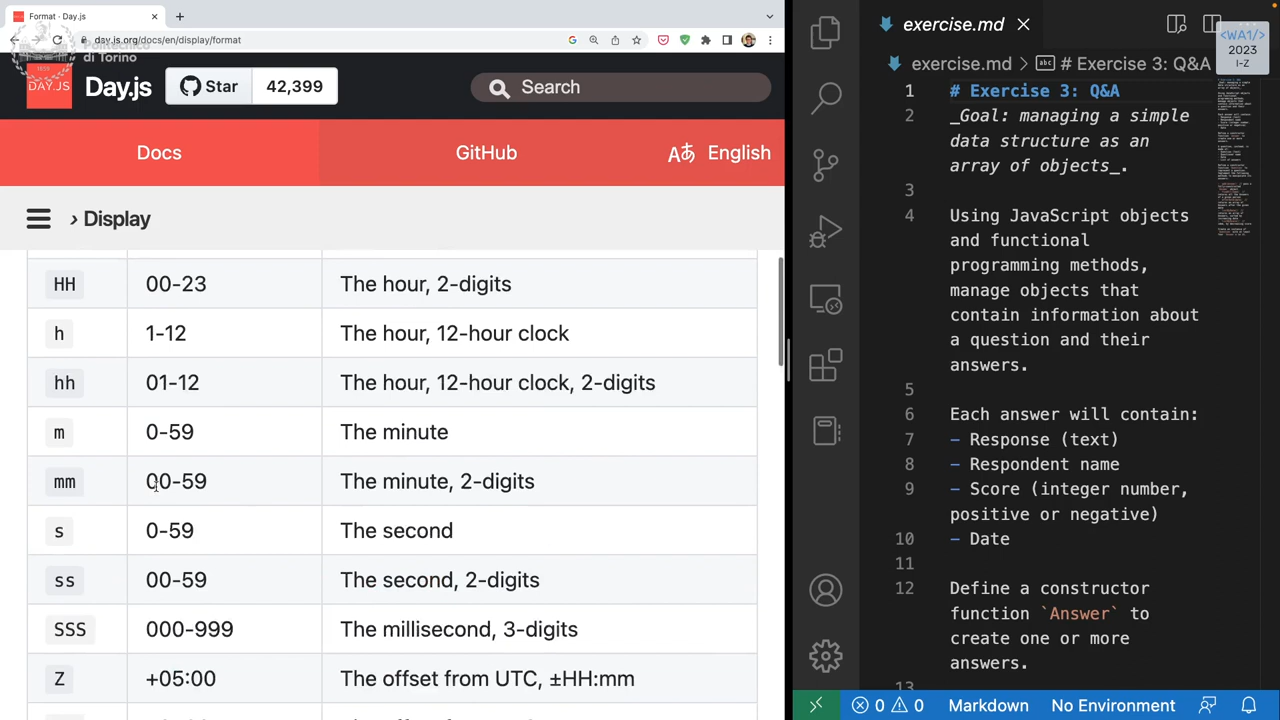 Format · Day.js
day.js.org/docs/en/display/format
Politecnico
di Torino
DAY.JS
Day.js
Star
42,399
Search
Docs
GitHub
English
› Display
HH 00-23 The hour, 2-digits
h 1-12 The hour, 12-hour clock
hh 01-12 The hour, 12-hour clock, 2-digits
m 0-59 The minute
mm 00-59 The minute, 2-digits
s 0-59 The second
ss 00-59 The second, 2-digits
SSS 000-999 The millisecond, 3-digits
Z +05:00 The offset from UTC, ±HH:mm
exercise.md
<WA1/>
2023
I-Z
exercise.md › # Exercise 3: Q&A
1 # Exercise 3: Q&A
2 _Goal: managing a simple
data structure as an
array of objects_.
3
4 Using JavaScript objects
and functional
programming methods,
manage objects that
contain information about
a question and their
answers.
5
6 Each answer will contain:
7 - Response (text)
8 - Respondent name
9 - Score (integer number,
positive or negative)
10 - Date
11
12 Define a constructor
function `Answer` to
create one or more
answers.
13
0 0 Markdown No Environment